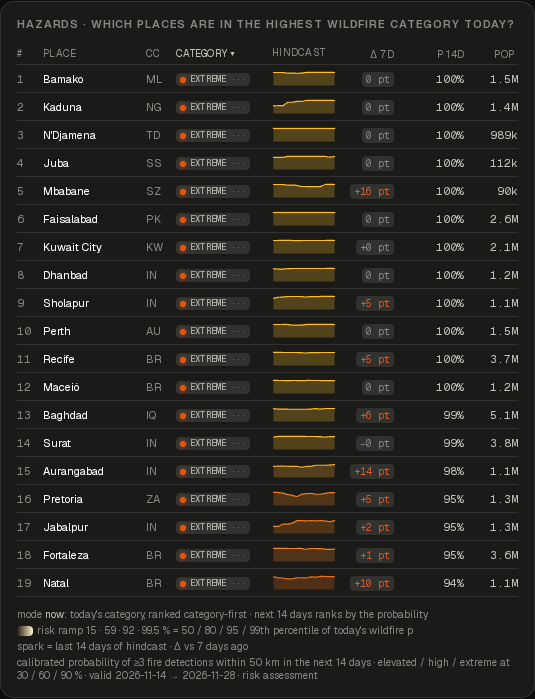 HAZARDS · WHICH PLACES ARE IN THE HIGHEST WILDFIRE CATEGORY TODAY?
# PLACE CC CATEGORY ▾ HINDCAST Δ 7D P 14D POP
1 Bamako ML EXTREME ··· 0 pt 100% 1.5M
2 Kaduna NG EXTREME ··· 0 pt 100% 1.4M
3 N'Djamena TD EXTREME ··· 0 pt 100% 989k
4 Juba SS EXTREME ··· 0 pt 100% 112k
5 Mbabane SZ EXTREME ··· +16 pt 100% 90k
6 Faisalabad PK EXTREME ··· 0 pt 100% 2.6M
7 Kuwait City KW EXTREME ··· +0 pt 100% 2.1M
8 Dhanbad IN EXTREME ··· 0 pt 100% 1.2M
9 Sholapur IN EXTREME ··· +5 pt 100% 1.1M
10 Perth AU EXTREME ··· 0 pt 100% 1.5M
11 Recife BR EXTREME ··· +5 pt 100% 3.7M
12 Maceió BR EXTREME ··· 0 pt 100% 1.2M
13 Baghdad IQ EXTREME ··· +6 pt 99% 5.1M
14 Surat IN EXTREME ··· −0 pt 99% 3.8M
15 Aurangabad IN EXTREME ··· +14 pt 98% 1.1M
16 Pretoria ZA EXTREME ··· +5 pt 95% 1.3M
17 Jabalpur IN EXTREME ··· +2 pt 95% 1.3M
18 Fortaleza BR EXTREME ··· +1 pt 95% 3.6M
19 Natal BR EXTREME ··· +10 pt 94% 1.1M
mode now: today's category, ranked category-first · next 14 days ranks by the probability
risk ramp 15 · 59 · 92 · 99.5 % = 50 / 80 / 95 / 99th percentile of today's wildfire p
spark = last 14 days of hindcast · Δ vs 7 days ago
calibrated probability of ≥3 fire detections within 50 km in the next 14 days · elevated / high / extreme at
30 / 60 / 90 % · valid 2026-11-14 → 2026-11-28 · risk assessment